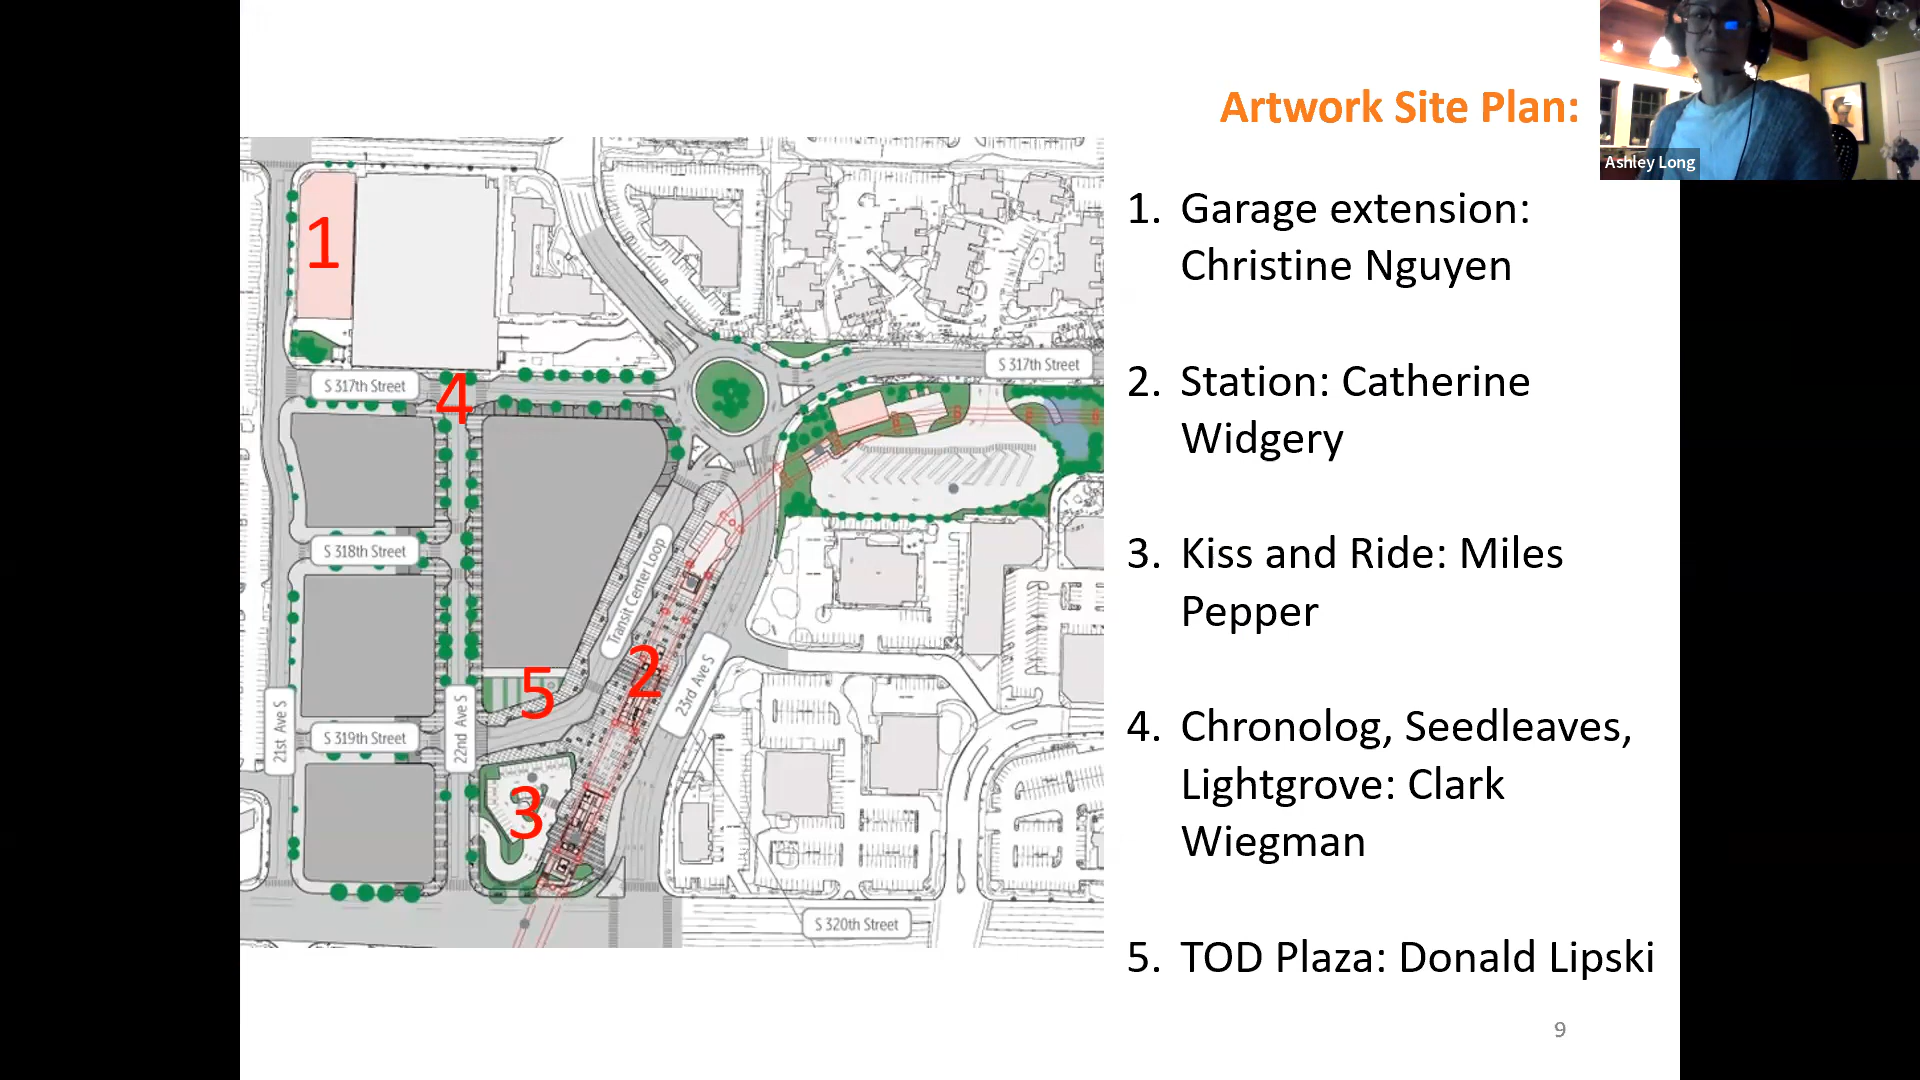 Artwork Site Plan:
Ashley Long
1. Garage extension:
Christine Nguyen
2. Station: Catherine
Widgery
3. Kiss and Ride: Miles
Pepper
4. Chronolog, Seedleaves,
Lightgrove: Clark
Wiegman
5. TOD Plaza: Donald Lipski
9
1
S 317th Street
4
S 317th Street
S 318th Street
Transit Center Loop
2
5
23rd Ave S
21st Ave S
22nd Ave S
S 319th Street
3
S 320th Street